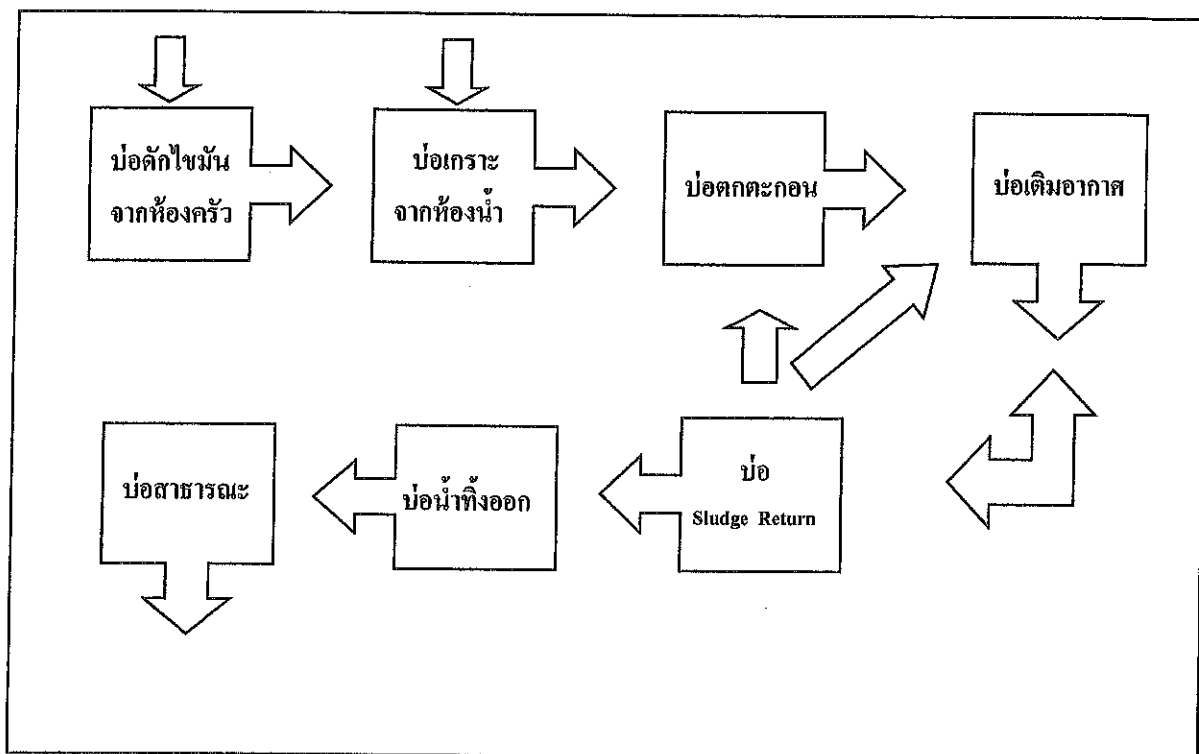 บ่อดักไขมัน
จากห้องครัว
บ่อเกราะ
จากห้องน้ำ
บ่อตกตะกอน
บ่อเติมอากาศ
บ่อสาธารณะ
บ่อน้ำทิ้งออก
บ่อ
Sludge Return